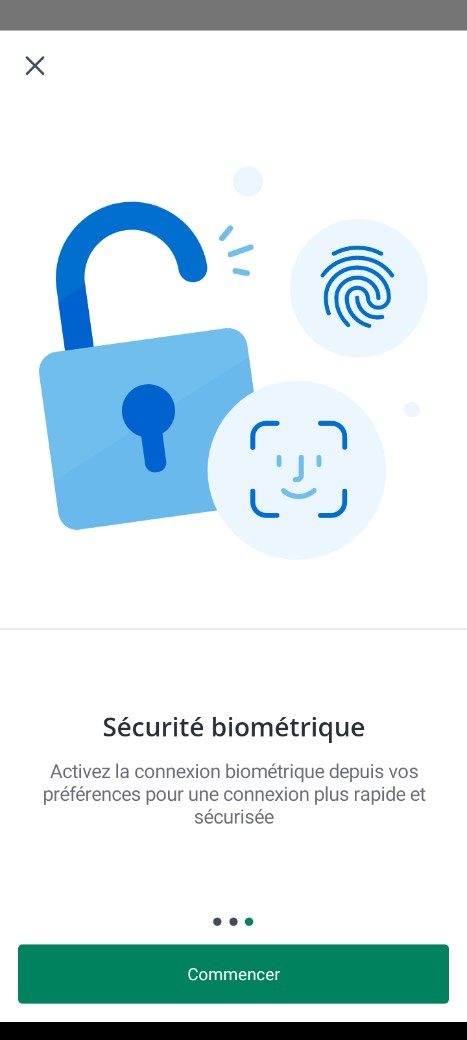 Sécurité biométrique
Activez la connexion biométrique depuis vos
préférences pour une connexion plus rapide et
sécurisée
Commencer